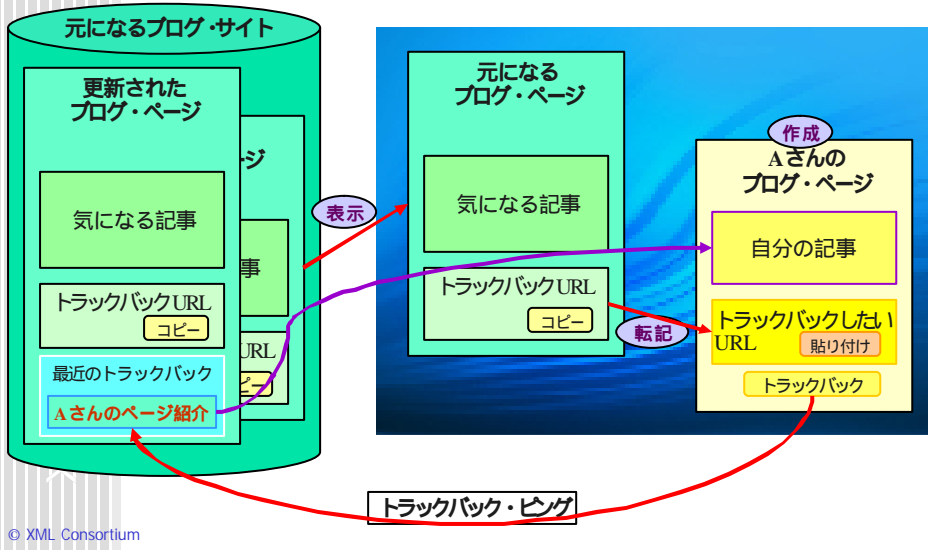 元になるブログ・サイト
更新された
ブログ・ページ
気になる記事
トラックバックURL
コピー
最近のトラックバック
Aさんのページ紹介
ージ
事
URL
ピー
表示
元になる
ブログ・ページ
気になる記事
トラックバックURL
コピー
転記
作成
Aさんの
ブログ・ページ
自分の記事
トラックバックしたい
URL
貼り付け
トラックバック
トラックバック・ピング
© XML Consortium